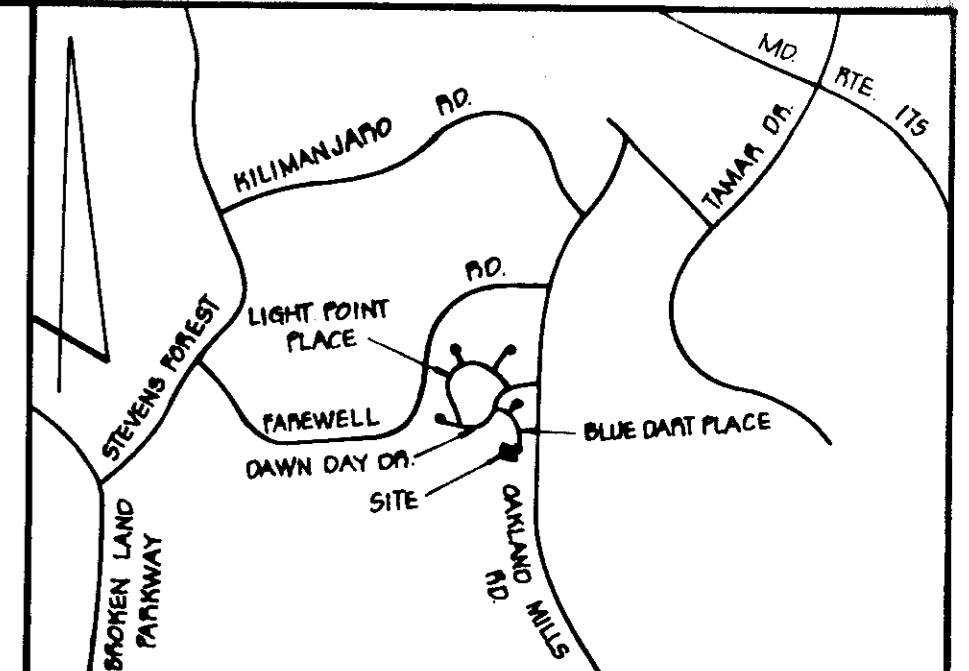 MD. RTE. 175
KILIMANJARO RD.
TAMAR DR.
RD.
LIGHT POINT
PLACE
STEVENS FOREST
FAREWELL
BLUE DART PLACE
DAWN DAY DR.
SITE
OAKLAND MILLS
RD.
BROKEN LAND
PARKWAY